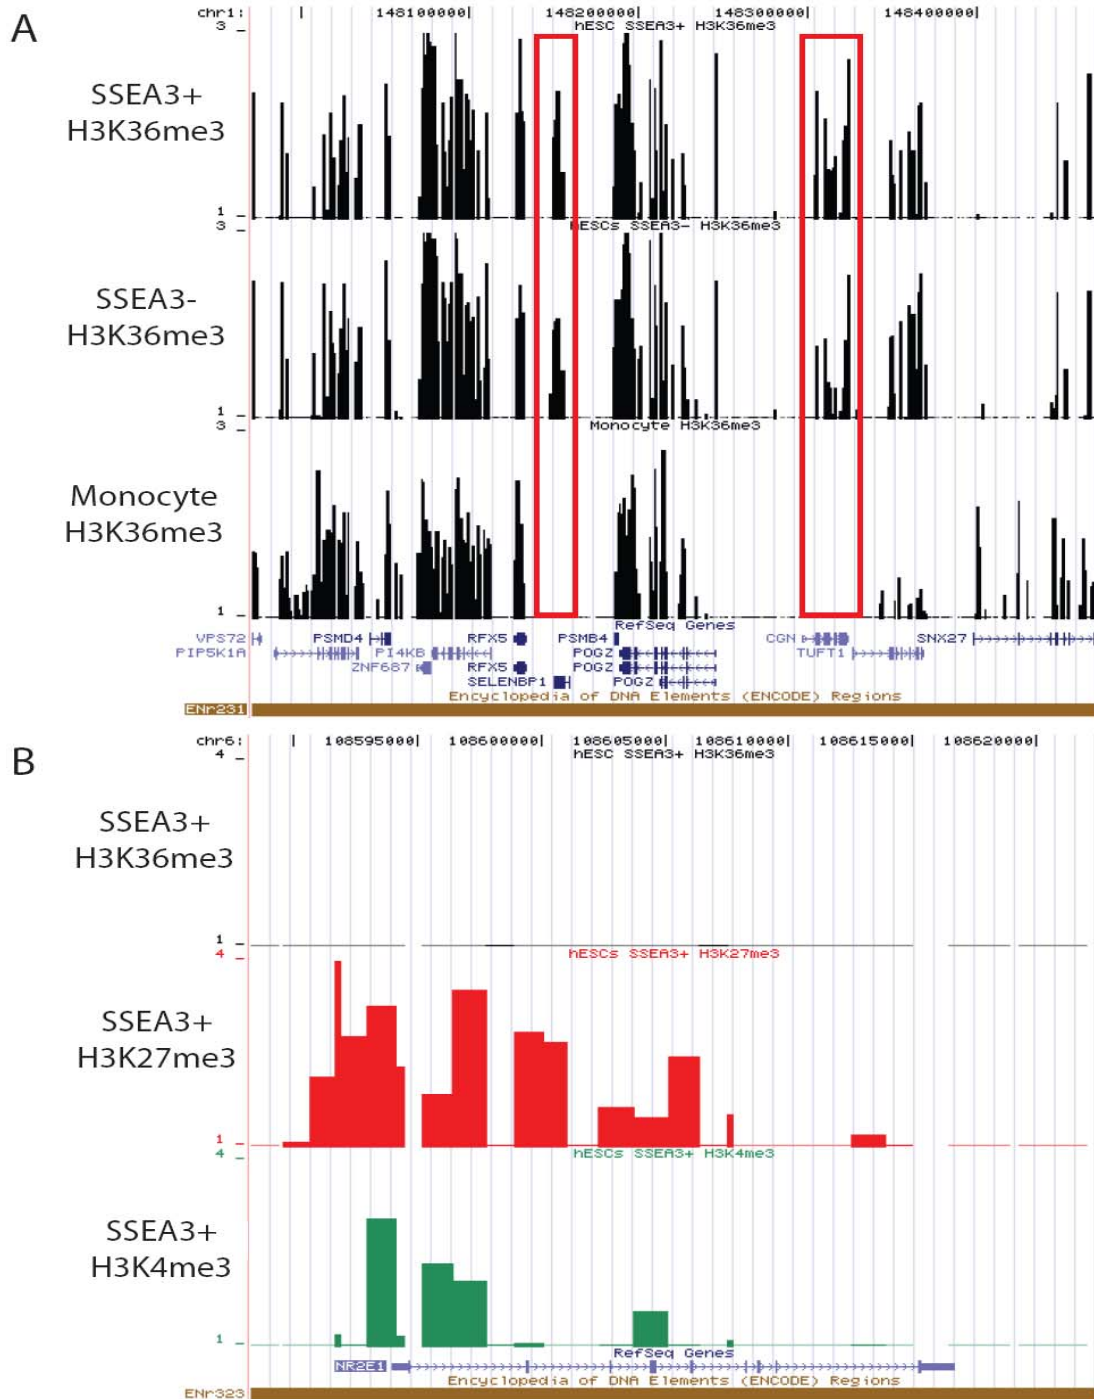 A
chr1: | 148100000| 148200000| 148300000| 148400000|
3 _ hESC SSEA3+ H3K36me3
SSEA3+
H3K36me3
1 _
3 _ hESCs SSEA3- H3K36me3
SSEA3-
H3K36me3
1 _
3 _ Monocyte H3K36me3
Monocyte
H3K36me3
1 _
RefSeq Genes
VPS72 PSMD4 RFX5 PSMB4 CGN SNX27
PIP5K1A PI4KB POGZ TUFT1
ZNF687 RFX5 POGZ
SELENBP1 POGZ
Encyclopedia of DNA Elements (ENCODE) Regions
ENr231
B
chr6: | 108595000| 108600000| 108605000| 108610000| 108615000| 108620000|
4 _ hESC SSEA3+ H3K36me3
SSEA3+
H3K36me3
1 _
4 _ hESCs SSEA3+ H3K27me3
SSEA3+
H3K27me3
1 _
4 _ hESCs SSEA3+ H3K4me3
SSEA3+
H3K4me3
1 _
RefSeq Genes
NR2E1
Encyclopedia of DNA Elements (ENCODE) Regions
ENr323